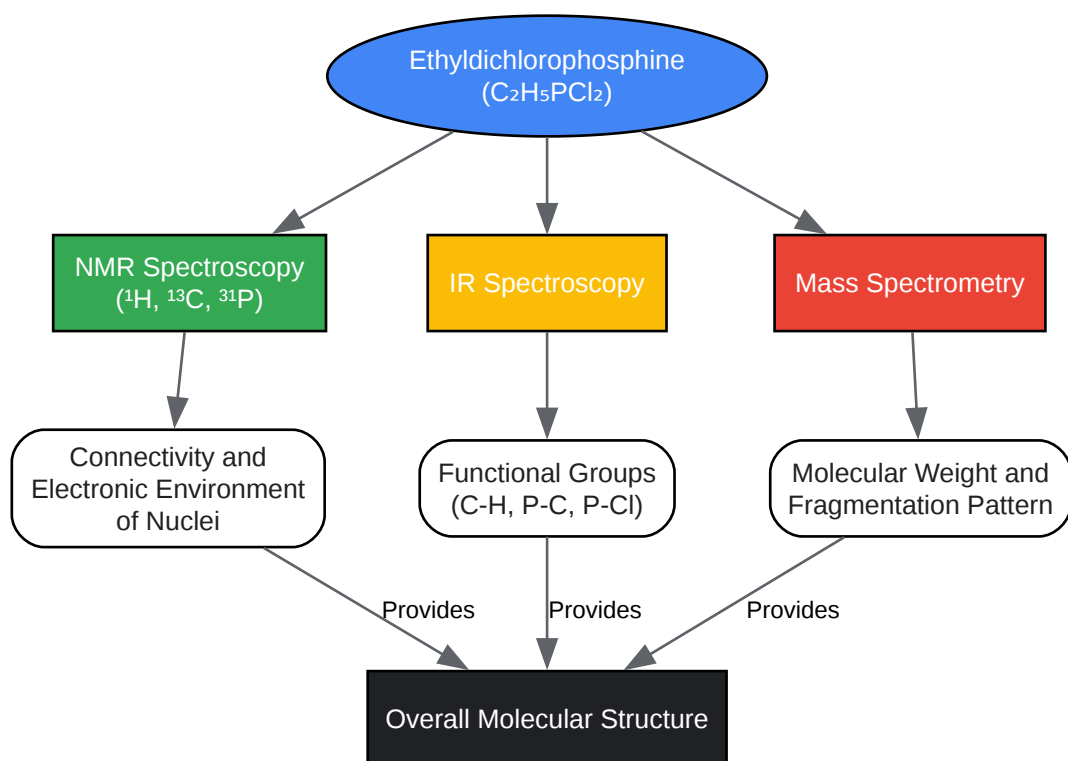 Ethyldichlorophosphine
(C₂H₅PCl₂)
NMR Spectroscopy
(¹H, ¹³C, ³¹P)
IR Spectroscopy
Mass Spectrometry
Connectivity and
Electronic Environment
of Nuclei
Functional Groups
(C-H, P-C, P-Cl)
Molecular Weight and
Fragmentation Pattern
Provides
Provides
Provides
Overall Molecular Structure